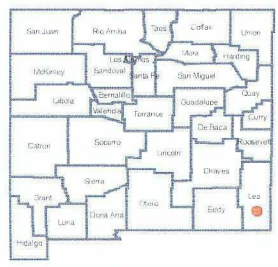 San Juan
Rio Arriba
Taos
Colfax
Union
Los Alamos
Mora
Harding
McKinley
Sandoval
Santa Fe
San Miguel
Bernalillo
Quay
Cibola
Valencia
Guadalupe
Torrance
Curry
De Baca
Catron
Socorro
Roosevelt
Lincoln
Chaves
Sierra
Lea
Grant
Otero
Eddy
Luna
Dona Ana
Hidalgo